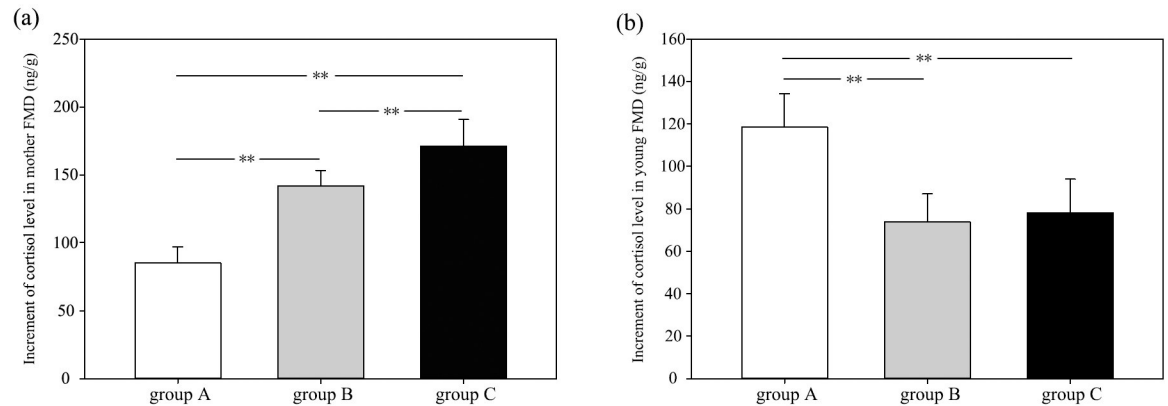 (a)
Increment of cortisol level in mother FMD (ng/g)
250
200
150
100
50
0
**
**
**
group A
group B
group C
(b)
Increment of cortisol level in young FMD (ng/g)
160
140
120
100
80
60
40
20
0
**
**
group A
group B
group C